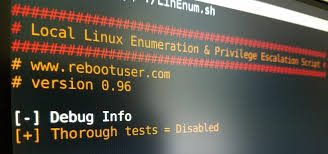 ./LinEnum.sh
#########################################################
# Local Linux Enumeration & Privilege Escalation Script #
#########################################################
# www.rebootuser.com
# version 0.96
[-] Debug Info
[+] Thorough tests = Disabled